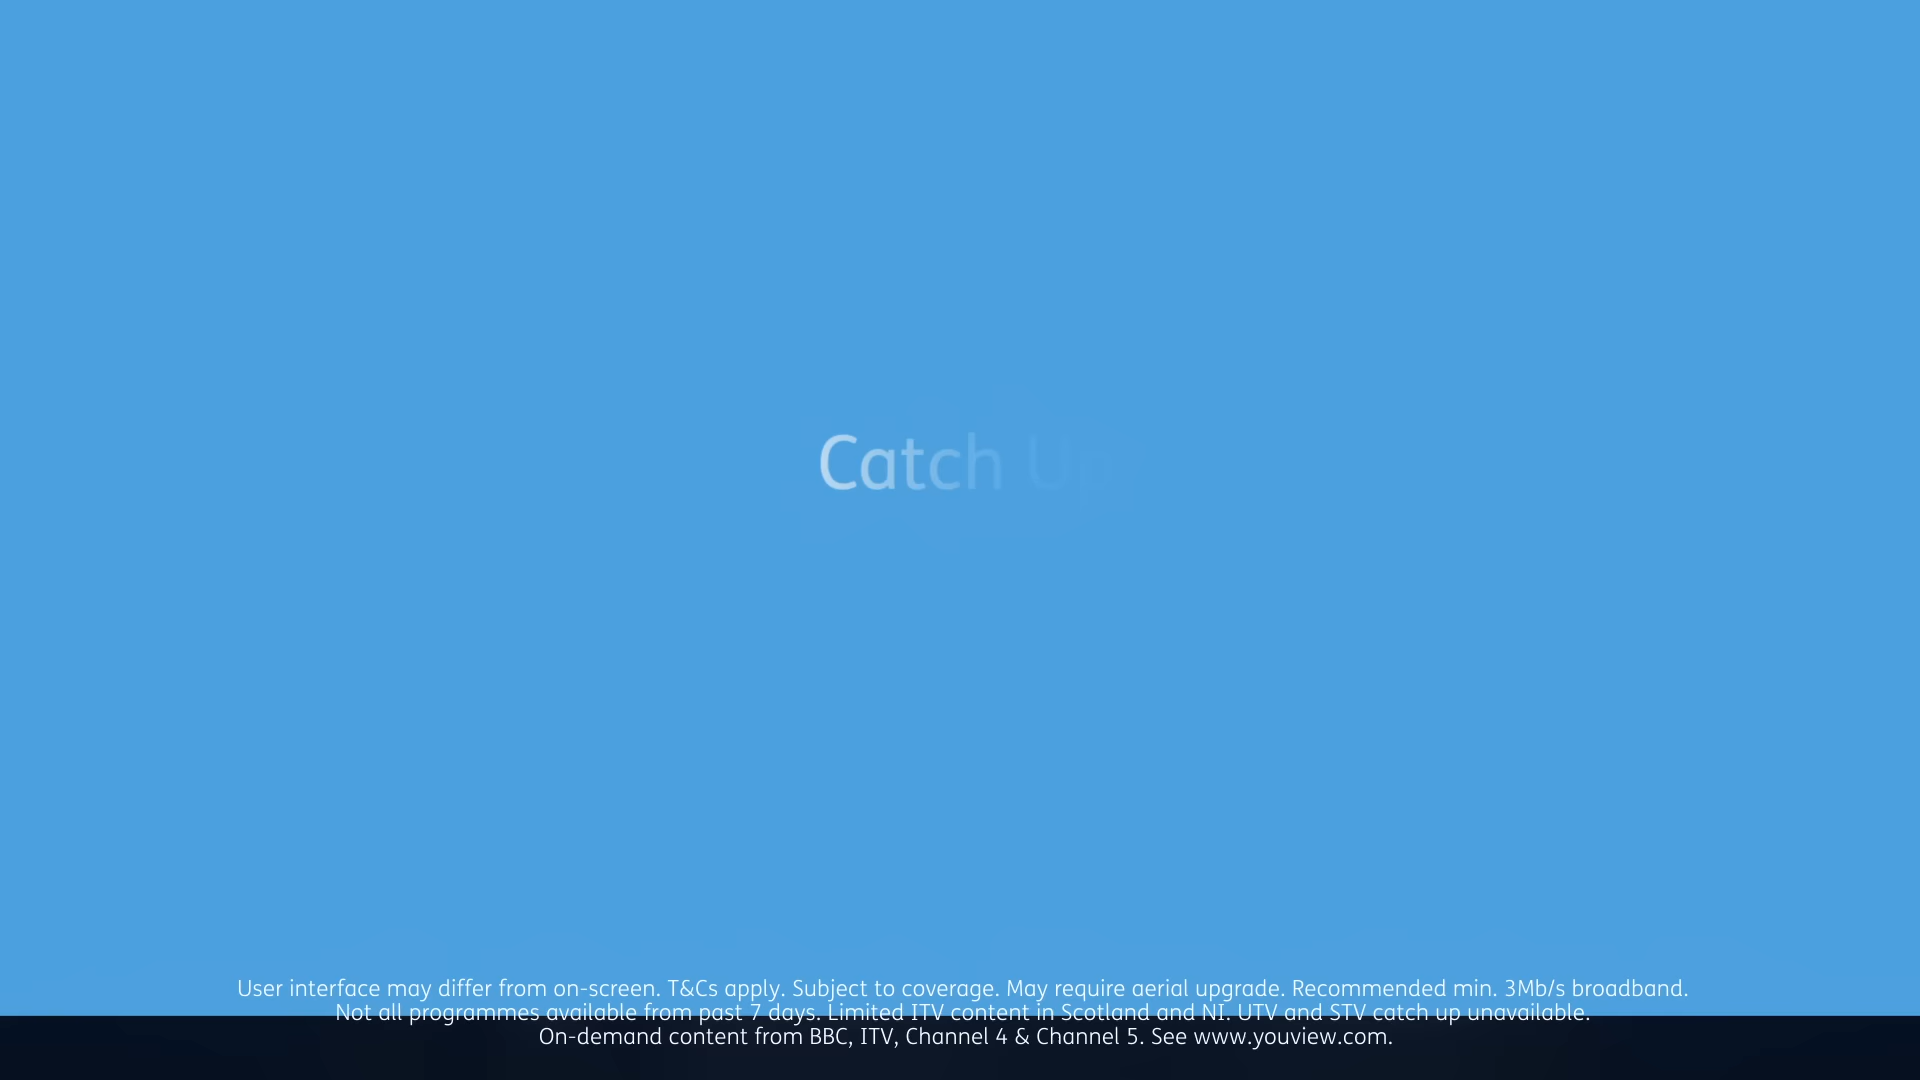 Catch Up
User interface may differ from on-screen. T&Cs apply. Subject to coverage. May require aerial upgrade. Recommended min. 3Mb/s broadband.
Not all programmes available from past 7 days. Limited ITV content in Scotland and NI. UTV and STV catch up unavailable.
On-demand content from BBC, ITV, Channel 4 & Channel 5. See www.youview.com.